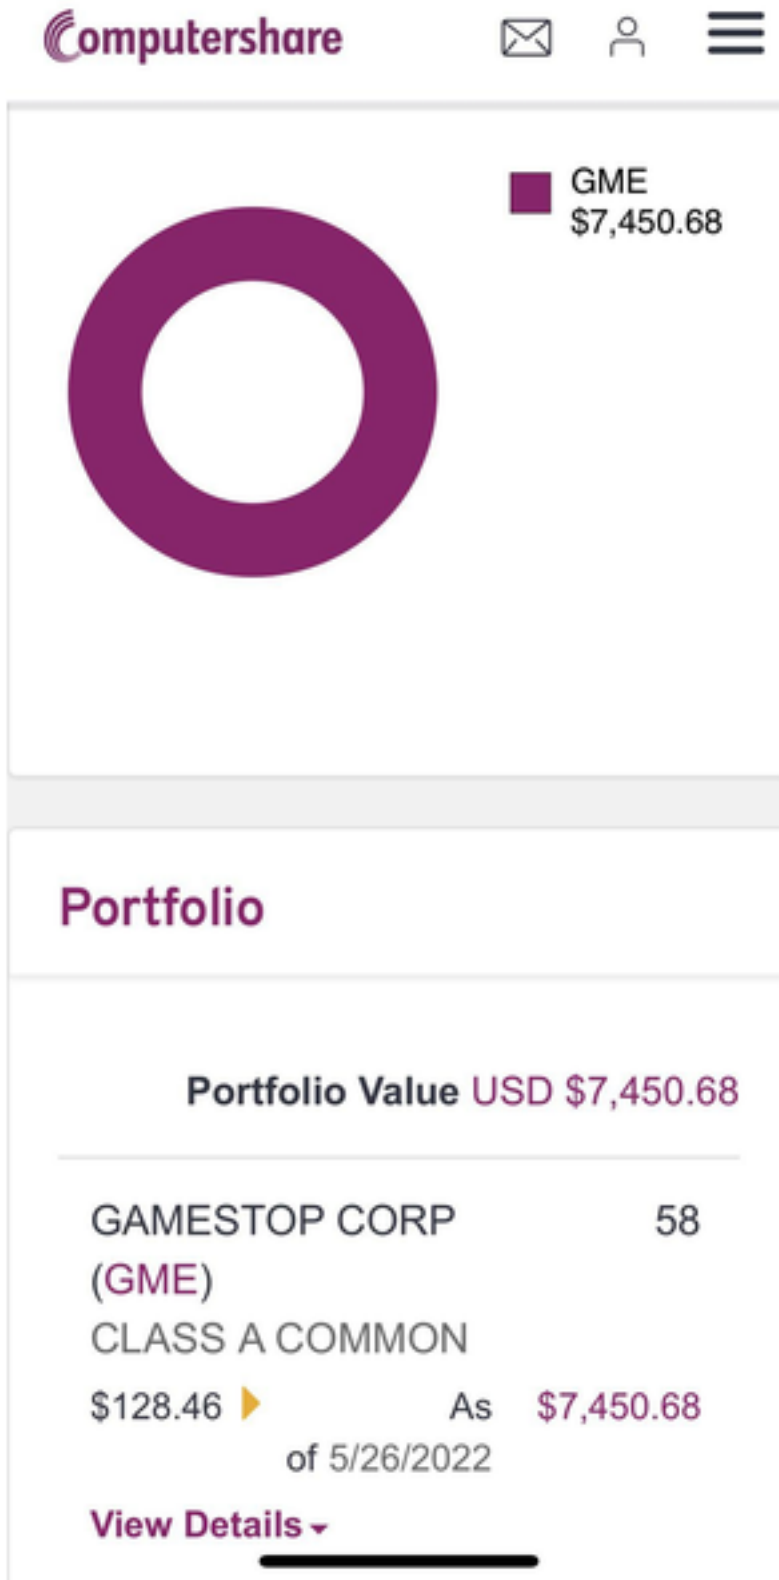 Computershare
GME
$7,450.68
Portfolio
Portfolio Value USD $7,450.68
GAMESTOP CORP 58
(GME)
CLASS A COMMON
$128.46 As $7,450.68
of 5/26/2022
View Details